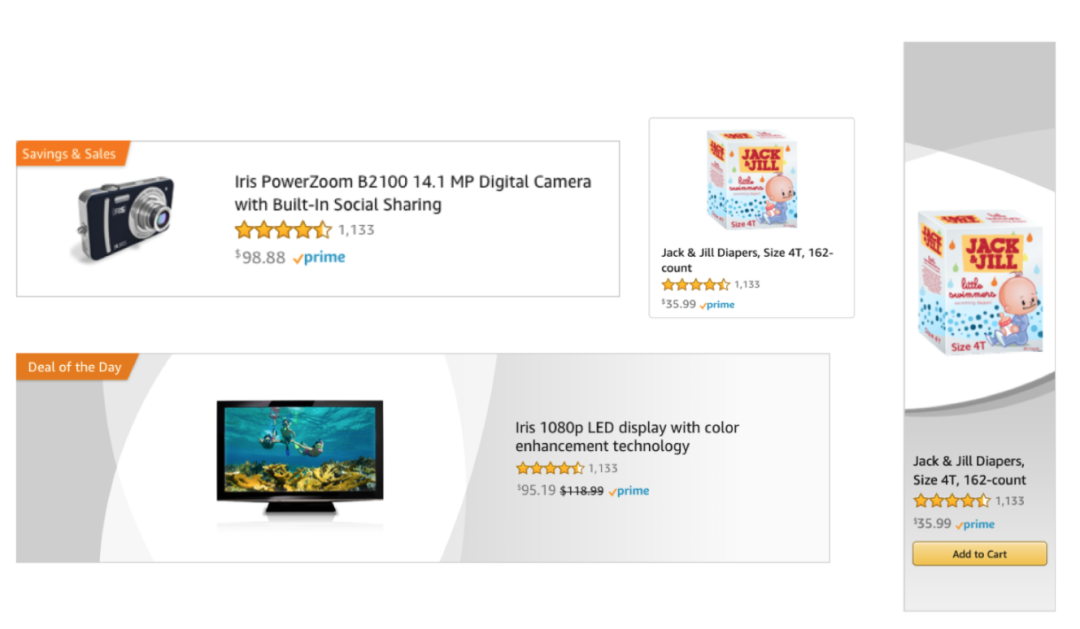 Savings & Sales
Iris PowerZoom B2100 14.1 MP Digital Camera
with Built-In Social Sharing
1,133
$98.88 prime
JACK
& JILL
little
swimmers
Size 4T
Jack & Jill Diapers, Size 4T, 162-
count
1,133
$35.99 prime
Deal of the Day
Iris 1080p LED display with color
enhancement technology
1,133
$95.19 $118.99 prime
JACK
& JILL
little
swimmers
Size 4T
Jack & Jill Diapers,
Size 4T, 162-count
1,133
$35.99 prime
Add to Cart